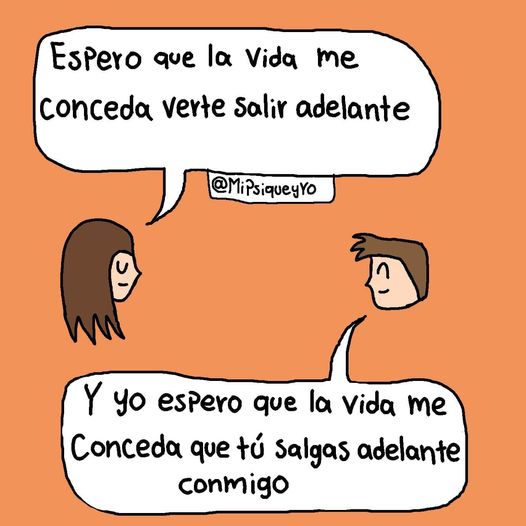 Espero que la vida me
conceda verte salir adelante
@MiPsiqueyYo
Y yo espero que la vida me
Conceda que tú salgas adelante
conmigo